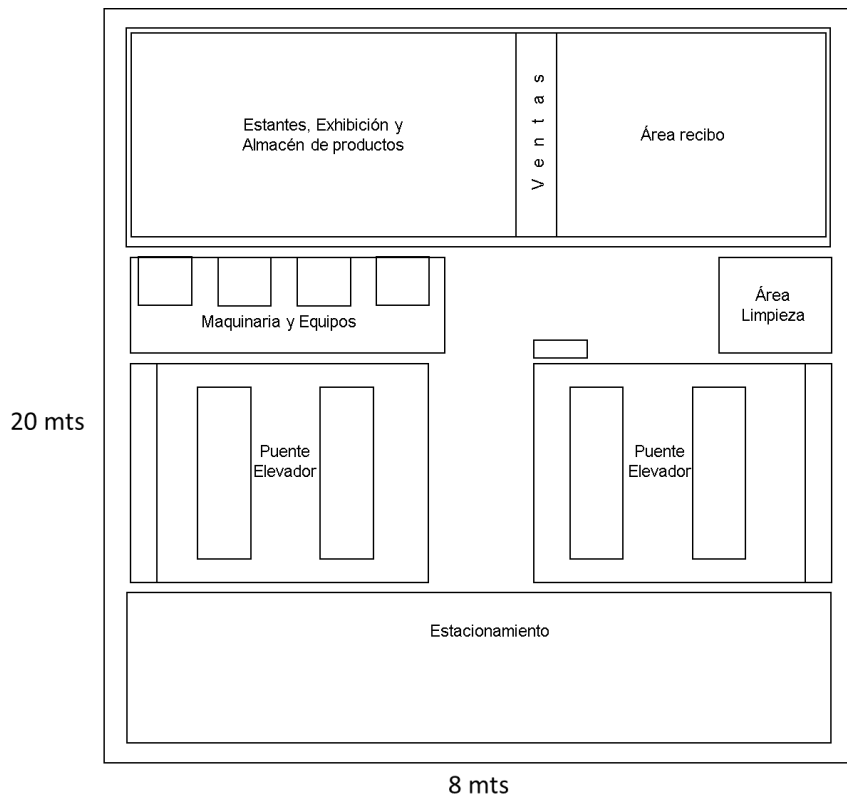 Estantes, Exhibición y
Almacén de productos
V e n t a s
Área recibo
Maquinaria y Equipos
Área
Limpieza
20 mts
Puente
Elevador
Puente
Elevador
Estacionamiento
8 mts